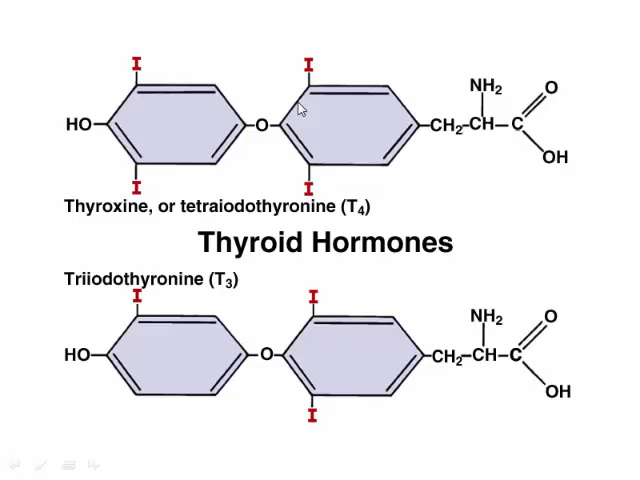 I I
NH₂ O
HO O CH₂ CH C
OH
I I
Thyroxine, or tetraiodothyronine (T₄)
Thyroid Hormones
Triiodothyronine (T₃)
I I
NH₂ O
HO O CH₂ CH C
OH
I